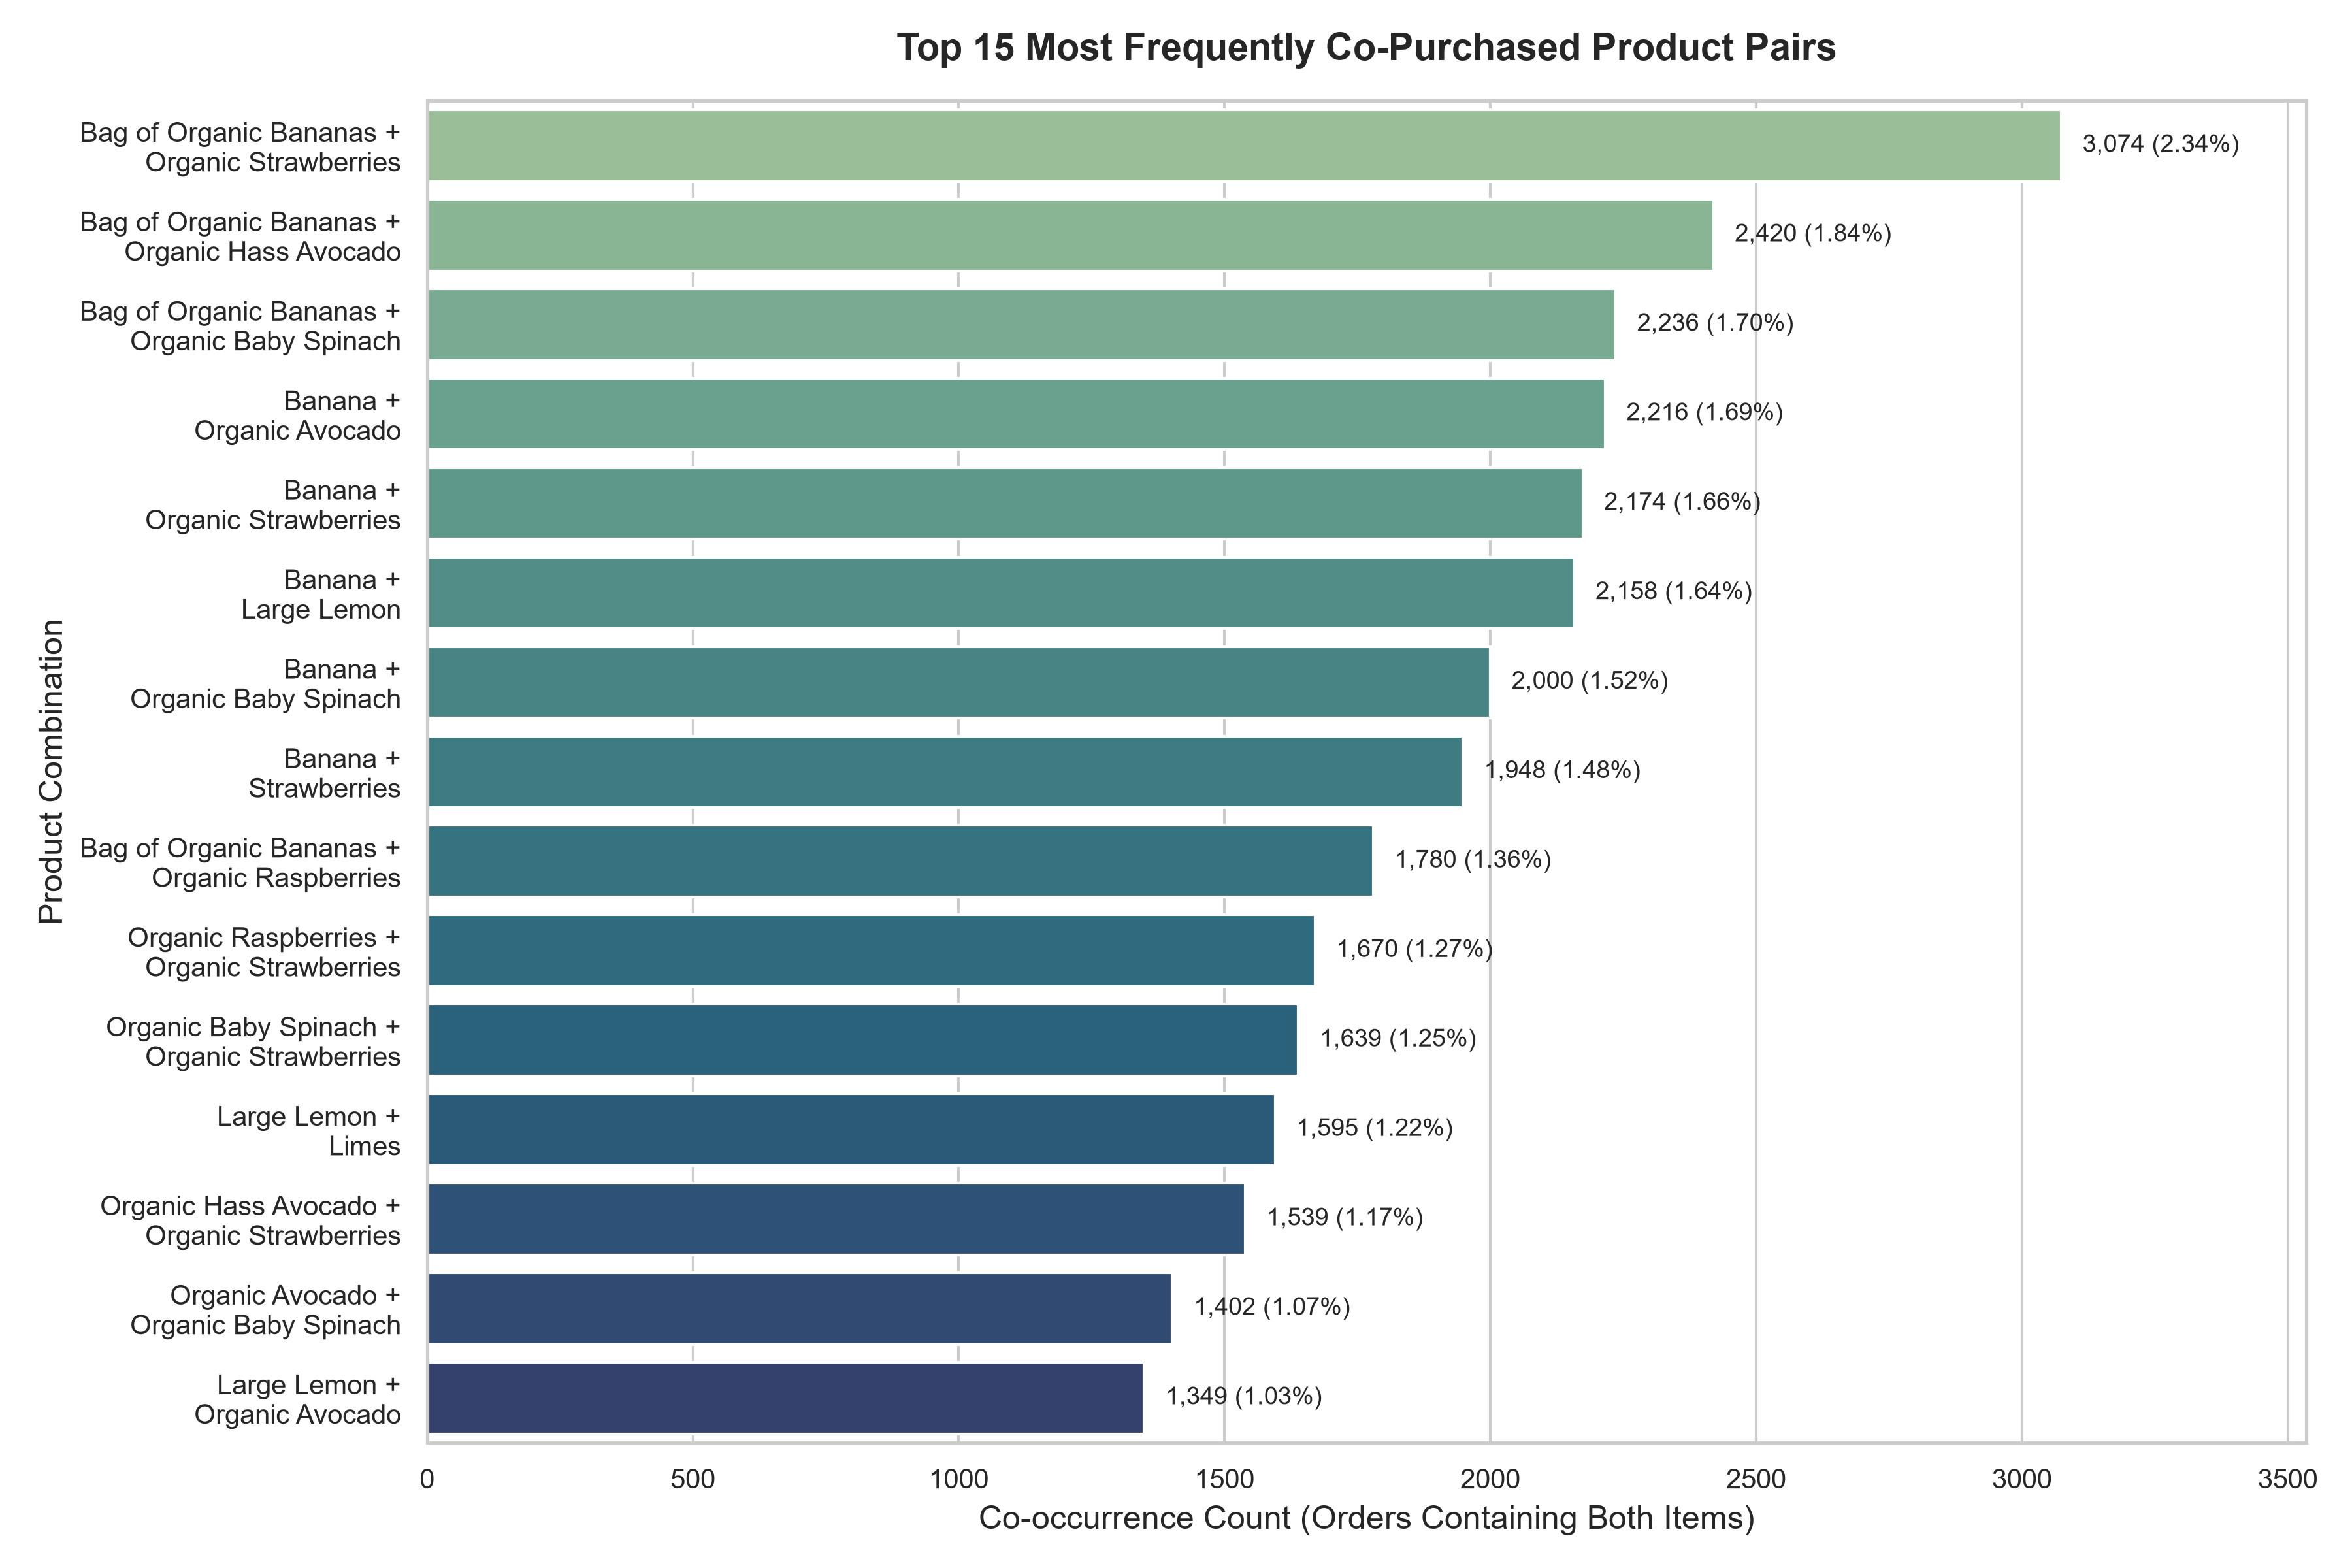 Top 15 Most Frequently Co-Purchased Product Pairs
Product Combination
Bag of Organic Bananas +
Organic Strawberries
3,074 (2.34%)
Bag of Organic Bananas +
Organic Hass Avocado
2,420 (1.84%)
Bag of Organic Bananas +
Organic Baby Spinach
2,236 (1.70%)
Banana +
Organic Avocado
2,216 (1.69%)
Banana +
Organic Strawberries
2,174 (1.66%)
Banana +
Large Lemon
2,158 (1.64%)
Banana +
Organic Baby Spinach
2,000 (1.52%)
Banana +
Strawberries
1,948 (1.48%)
Bag of Organic Bananas +
Organic Raspberries
1,780 (1.36%)
Organic Raspberries +
Organic Strawberries
1,670 (1.27%)
Organic Baby Spinach +
Organic Strawberries
1,639 (1.25%)
Large Lemon +
Limes
1,595 (1.22%)
Organic Hass Avocado +
Organic Strawberries
1,539 (1.17%)
Organic Avocado +
Organic Baby Spinach
1,402 (1.07%)
Large Lemon +
Organic Avocado
1,349 (1.03%)
0 500 1000 1500 2000 2500 3000 3500
Co-occurrence Count (Orders Containing Both Items)